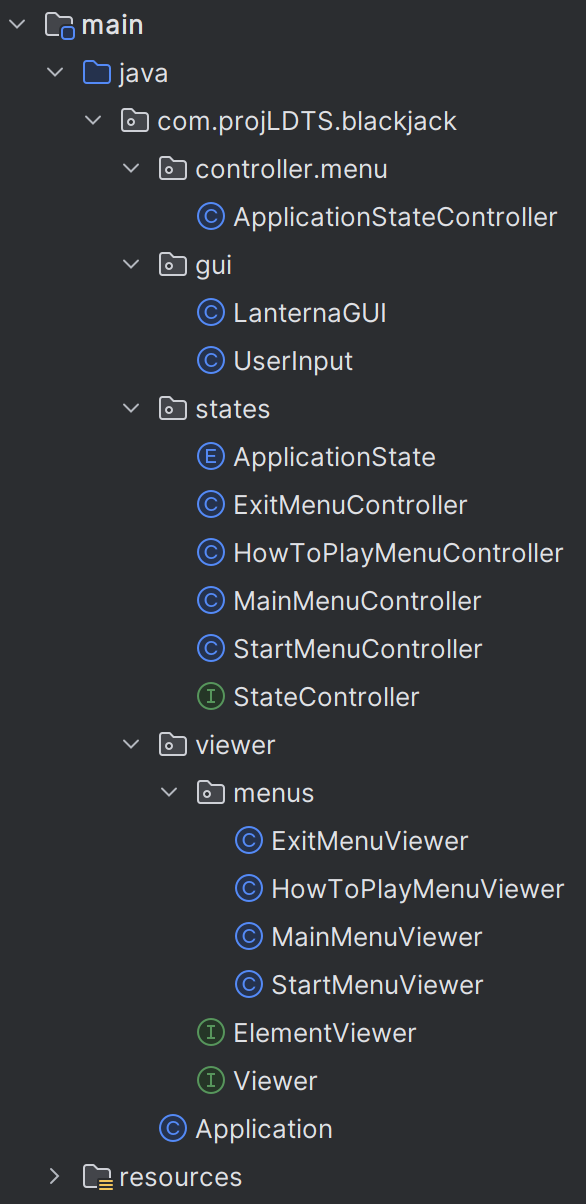 main
java
com.projLDTS.blackjack
controller.menu
ApplicationStateController
gui
LanternaGUI
UserInput
states
ApplicationState
ExitMenuController
HowToPlayMenuController
MainMenuController
StartMenuController
StateController
viewer
menus
ExitMenuViewer
HowToPlayMenuViewer
MainMenuViewer
StartMenuViewer
ElementViewer
Viewer
Application
resources